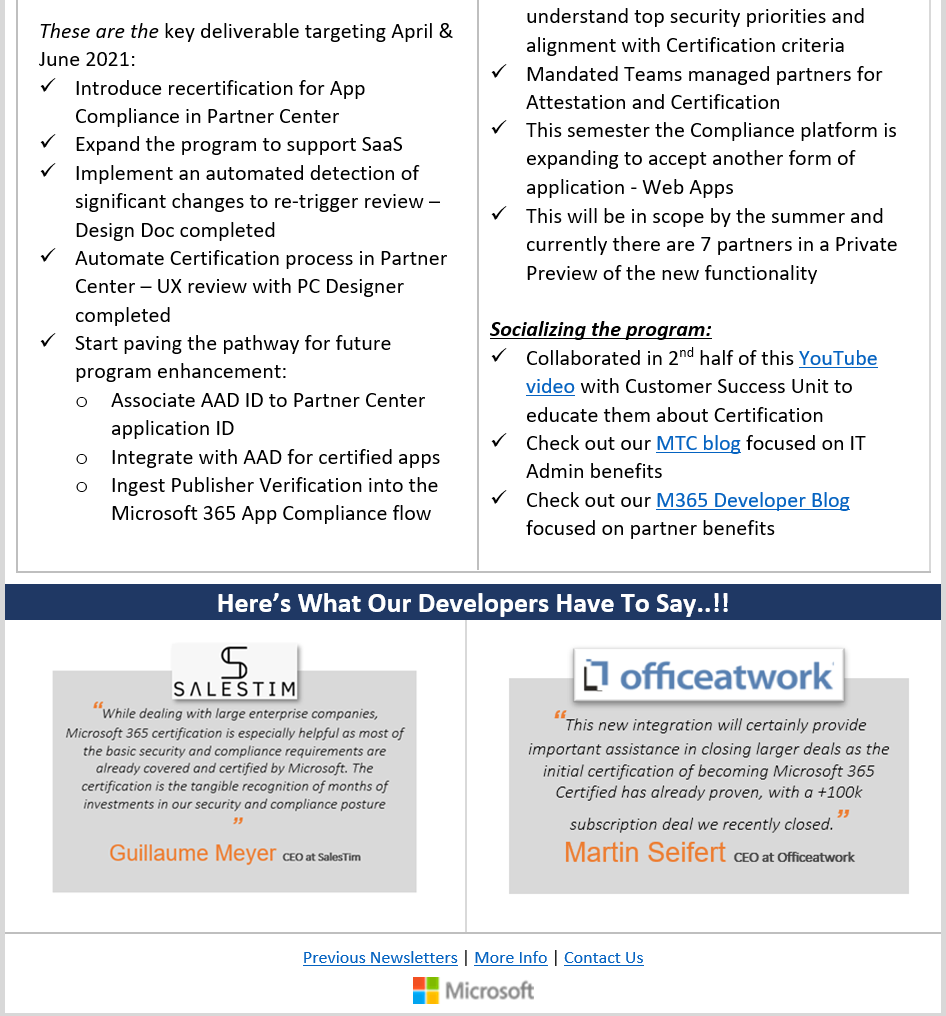 These are the key deliverable targeting April &
June 2021:
✓ Introduce recertification for App
Compliance in Partner Center
✓ Expand the program to support SaaS
✓ Implement an automated detection of
significant changes to re-trigger review –
Design Doc completed
✓ Automate Certification process in Partner
Center – UX review with PC Designer
completed
✓ Start paving the pathway for future
program enhancement:
o Associate AAD ID to Partner Center
application ID
o Integrate with AAD for certified apps
o Ingest Publisher Verification into the
Microsoft 365 App Compliance flow
understand top security priorities and
alignment with Certification criteria
✓ Mandated Teams managed partners for
Attestation and Certification
✓ This semester the Compliance platform is
expanding to accept another form of
application - Web Apps
✓ This will be in scope by the summer and
currently there are 7 partners in a Private
Preview of the new functionality
Socializing the program:
✓ Collaborated in 2nd half of this YouTube
video with Customer Success Unit to
educate them about Certification
✓ Check out our MTC blog focused on IT
Admin benefits
✓ Check out our M365 Developer Blog
focused on partner benefits
Here's What Our Developers Have To Say..!!
SALESTIM
“While dealing with large enterprise companies,
Microsoft 365 certification is especially helpful as most of
the basic security and compliance requirements are
already covered and certified by Microsoft. The
certification is the tangible recognition of months of
investments in our security and compliance posture
”
Guillaume Meyer CEO at SalesTim
officeatwork
“This new integration will certainly provide
important assistance in closing larger deals as the
initial certification of becoming Microsoft 365
Certified has already proven, with a +100k
subscription deal we recently closed.”
Martin Seifert CEO at Officeatwork
Previous Newsletters | More Info | Contact Us
Microsoft